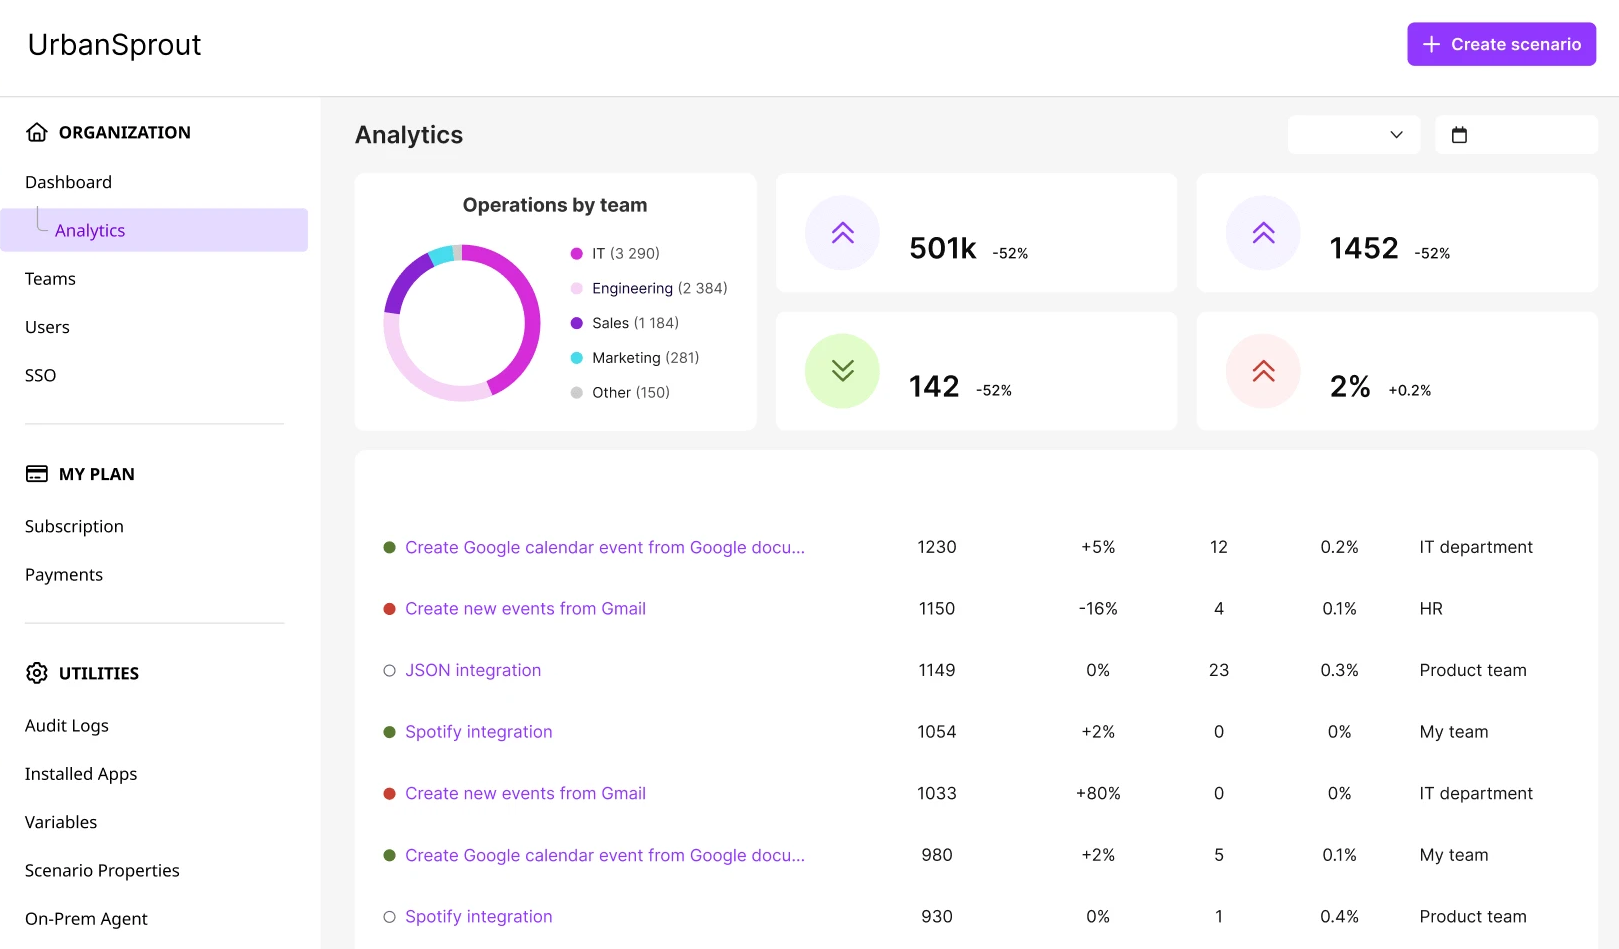 UrbanSprout
Create scenario
ORGANIZATION
Dashboard
Analytics
Teams
Users
SSO
MY PLAN
Subscription
Payments
UTILITIES
Audit Logs
Installed Apps
Variables
Scenario Properties
On-Prem Agent
Analytics
Operations by team
IT (3 290)
Engineering (2 384)
Sales (1 184)
Marketing (281)
Other (150)
501k -52%
1452 -52%
142 -52%
2% +0.2%
Create Google calendar event from Google docu... 1230 +5% 12 0.2% IT department
Create new events from Gmail 1150 -16% 4 0.1% HR
JSON integration 1149 0% 23 0.3% Product team
Spotify integration 1054 +2% 0 0% My team
Create new events from Gmail 1033 +80% 0 0% IT department
Create Google calendar event from Google docu... 980 +2% 5 0.1% My team
Spotify integration 930 0% 1 0.4% Product team